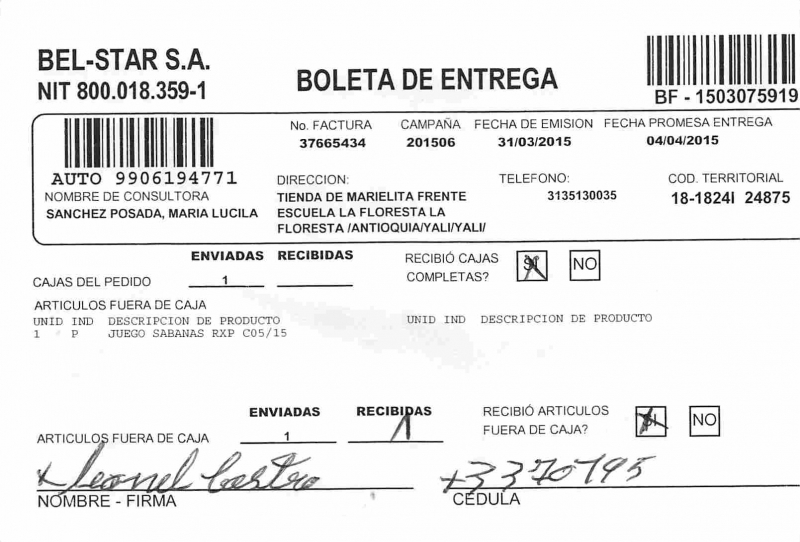 BEL-STAR S.A.
NIT 800.018.359-1
BOLETA DE ENTREGA
BF - 1503075919
AUTO 9906194771
No. FACTURA CAMPAÑA FECHA DE EMISION FECHA PROMESA ENTREGA
37665434 201506 31/03/2015 04/04/2015
NOMBRE DE CONSULTORA
SANCHEZ POSADA, MARIA LUCILA
DIRECCION:
TIENDA DE MARIELITA FRENTE
ESCUELA LA FLORESTA LA
FLORESTA /ANTIOQUIA/YALI/YALI/
TELEFONO:
3135130035
COD. TERRITORIAL
18-1824I 24875
ENVIADAS RECIBIDAS
CAJAS DEL PEDIDO 1
RECIBIÓ CAJAS
COMPLETAS? SI NO
ARTICULOS FUERA DE CAJA
UNID IND DESCRIPCION DE PRODUCTO UNID IND DESCRIPCION DE PRODUCTO
1 P JUEGO SABANAS RXP C05/15
ENVIADAS RECIBIDAS
ARTICULOS FUERA DE CAJA 1 1
RECIBIÓ ARTICULOS
FUERA DE CAJA? SI NO
Leonel Castro +3370795
NOMBRE - FIRMA CÉDULA